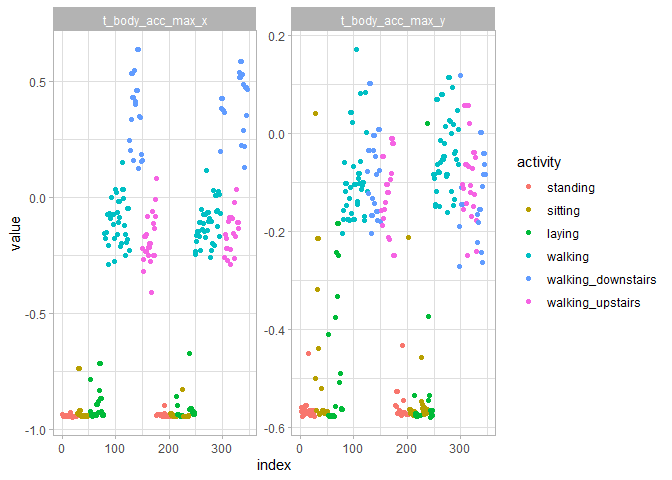 t_body_acc_max_x t_body_acc_max_y
0.5
0.0
-0.5
-1.0
0 100 200 300
0.2
0.0
-0.2
-0.4
-0.6
0 100 200 300
value
index
activity
standing
sitting
laying
walking
walking_downstairs
walking_upstairs